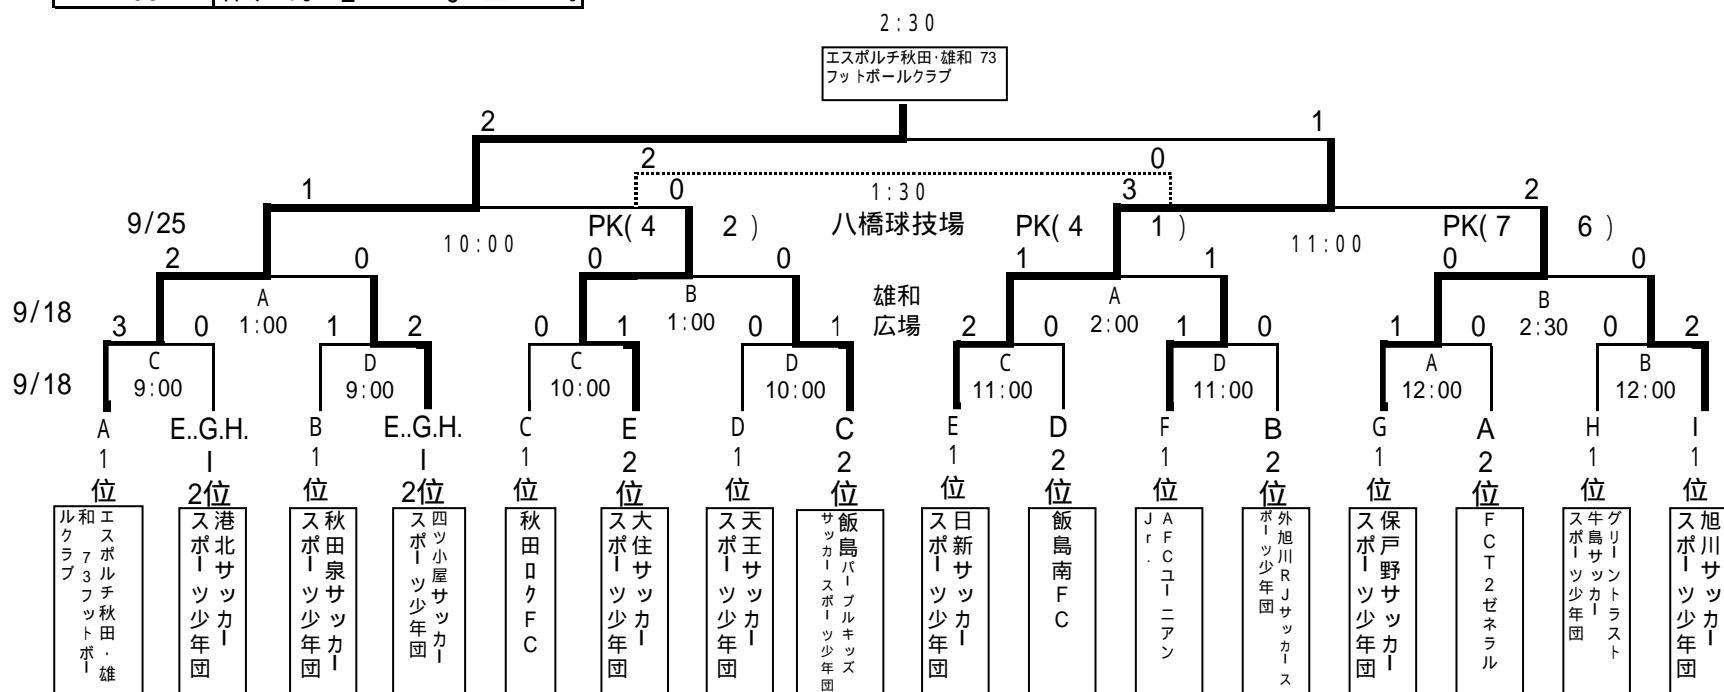 2:30
エスポルチ秋田・雄和 73
フットボールクラブ
2 1
2 0
1 0 1:30 3 2
9/25 PK( 4 2 ) 八橋球技場 PK( 4 1 ) PK( 7 6 )
10:00 11:00
2 0 0 0 1 1 0 0
A B 雄和 A B
9/18 1:00 1:00 広場 2:00 2:30
3 0 1 2 0 1 0 1 2 0 1 0 1 0 0 2
C D C D C D A B
9/18 9:00 9:00 10:00 10:00 11:00 11:00 12:00 12:00
A1位
E..G.H.I2位
B1位
E..G.H.I2位
C1位
E2位
D1位
C2位
E1位
D2位
F1位
B2位
G1位
A2位
H1位
I1位
エスポルチ秋田・雄
和 73フットボー
ルクラブ
港北サッカー
スポーツ少年団
秋田泉サッカー
スポーツ少年団
四ツ小屋サッカー
スポーツ少年団
秋田ロクFC
大住サッカー
スポーツ少年団
天王サッカー
スポーツ少年団
飯島パープルキッズ
サッカースポーツ少年団
日新サッカー
スポーツ少年団
飯島南FC
AFCユーニアン
Jr.
外旭川RJサッカース
ポーツ少年団
保戸野サッカー
スポーツ少年団
FCT2ゼネラル
グリーントラスト
牛島サッカー
スポーツ少年団
旭川サッカー
スポーツ少年団